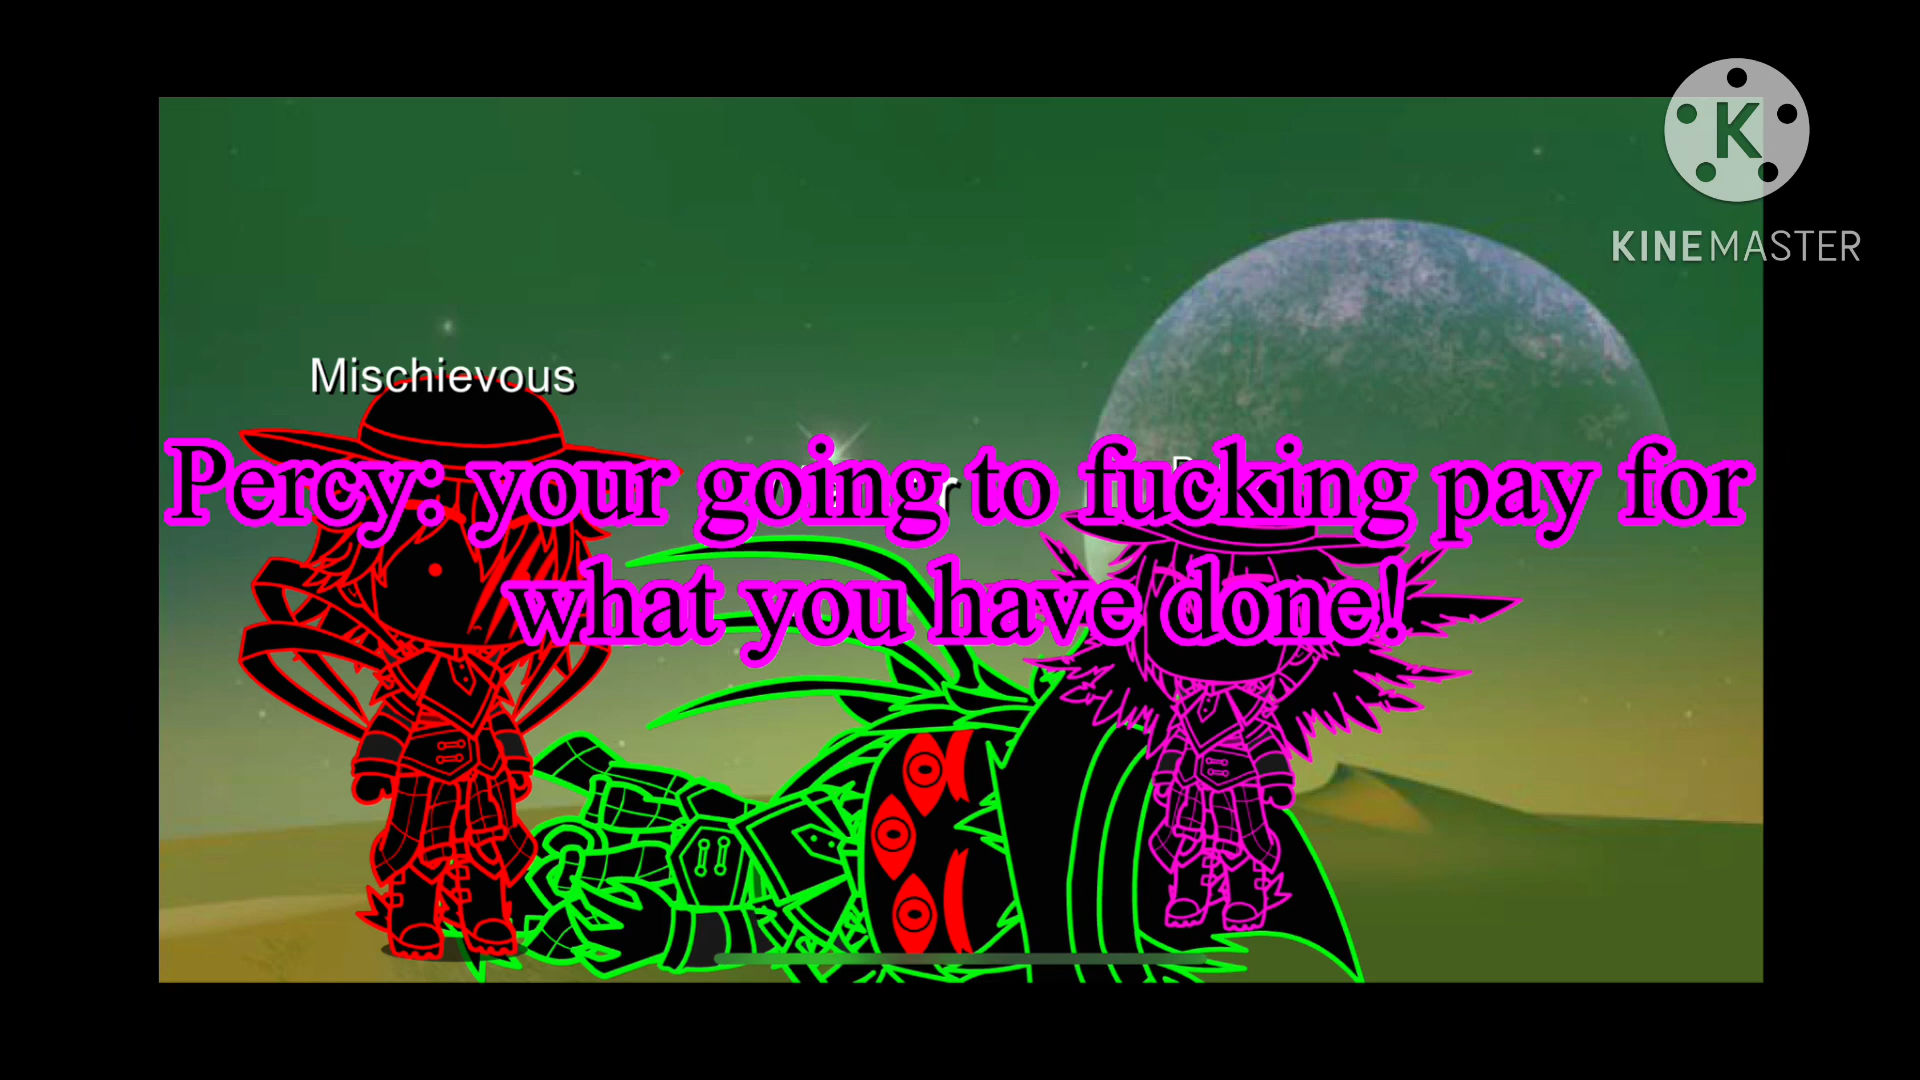 K
KINEMASTER
Mischievous
Percy: your going to fucking pay for
what you have done!